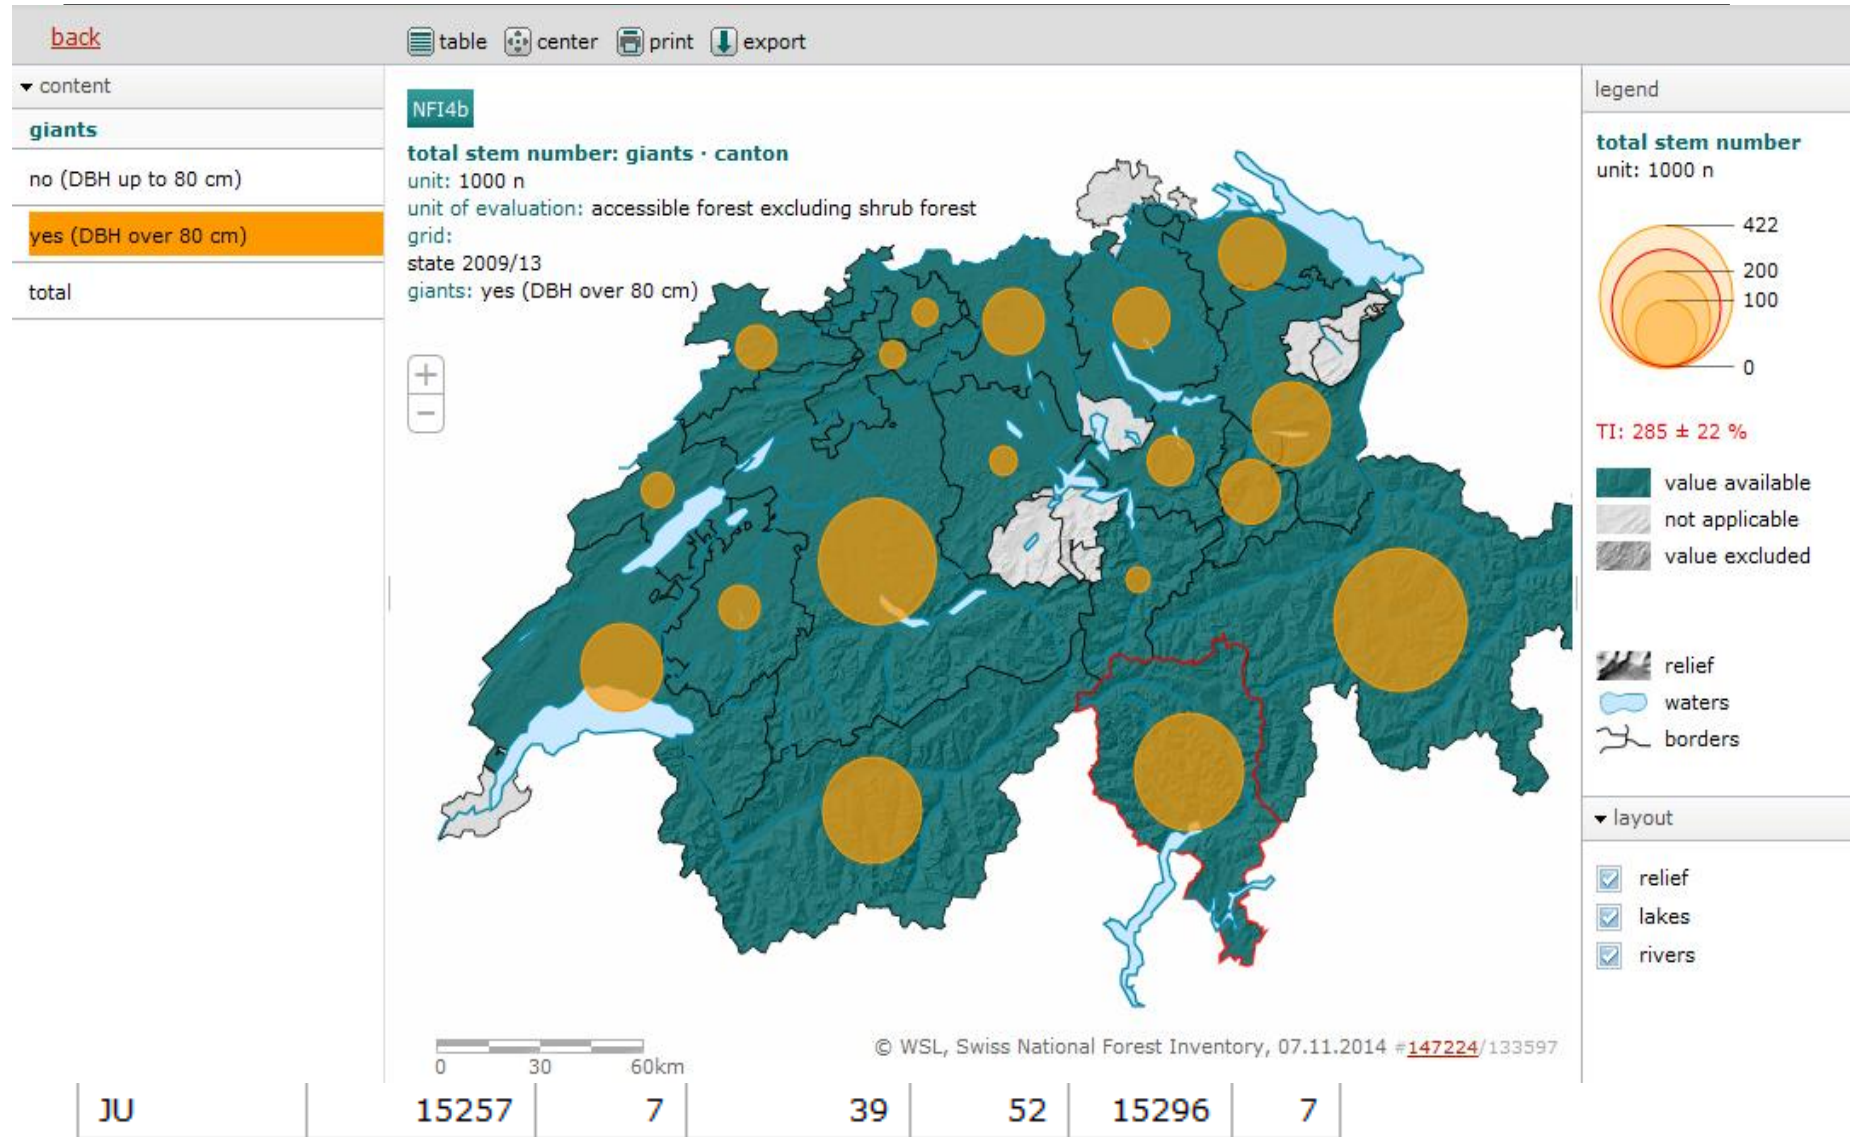 back
table center print export
content
giants
no (DBH up to 80 cm)
yes (DBH over 80 cm)
total
NFI4b
total stem number: giants · canton
unit: 1000 n
unit of evaluation: accessible forest excluding shrub forest
grid:
state 2009/13
giants: yes (DBH over 80 cm)
+
−
0 30 60km
© WSL, Swiss National Forest Inventory, 07.11.2014 #147224/133597
legend
total stem number
unit: 1000 n
422
200
100
0
TI: 285 ± 22 %
value available
not applicable
value excluded
relief
waters
borders
layout
relief
lakes
rivers
JU 15257 7 39 52 15296 7